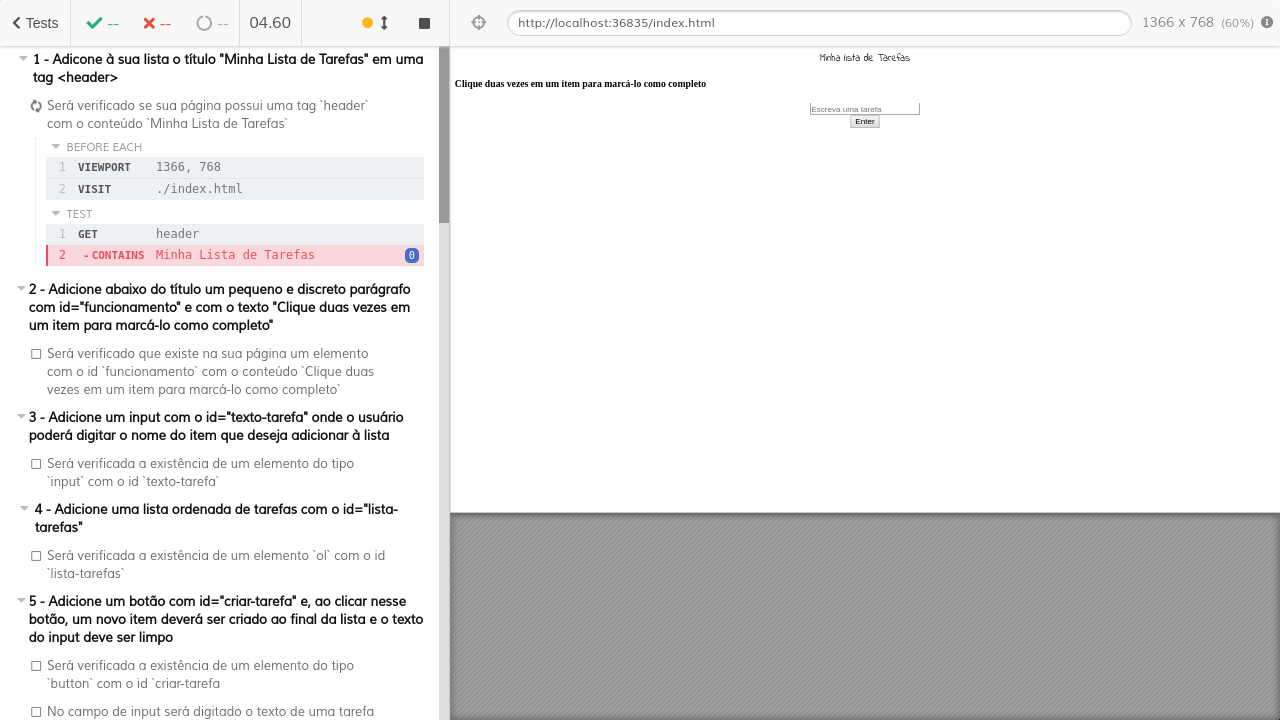 Tests
--
--
--
04.60
http://localhost:36835/index.html
1366 x 768 (60%)
1 - Adicone à sua lista o título "Minha Lista de Tarefas" em uma
tag <header>
Será verificado se sua página possui uma tag `header`
com o conteúdo `Minha Lista de Tarefas`
BEFORE EACH
1 VIEWPORT 1366, 768
2 VISIT ./index.html
TEST
1 GET header
2 - CONTAINS Minha Lista de Tarefas 0
2 - Adicione abaixo do título um pequeno e discreto parágrafo
com id="funcionamento" e com o texto "Clique duas vezes em
um item para marcá-lo como completo"
Será verificado que existe na sua página um elemento
com o id `funcionamento` com o conteúdo `Clique duas
vezes em um item para marcá-lo como completo`
3 - Adicione um input com o id="texto-tarefa" onde o usuário
poderá digitar o nome do item que deseja adicionar à lista
Será verificada a existência de um elemento do tipo
`input` com o id `texto-tarefa`
4 - Adicione uma lista ordenada de tarefas com o id="lista-
tarefas"
Será verificada a existência de um elemento `ol` com o id
`lista-tarefas`
5 - Adicione um botão com id="criar-tarefa" e, ao clicar nesse
botão, um novo item deverá ser criado ao final da lista e o texto
do input deve ser limpo
Será verificada a existência de um elemento do tipo
`button` com o id `criar-tarefa
No campo de input será digitado o texto de uma tarefa
Minha lista de Tarefas
Clique duas vezes em um item para marcá-lo como completo
Escreva uma tarefa
Enter